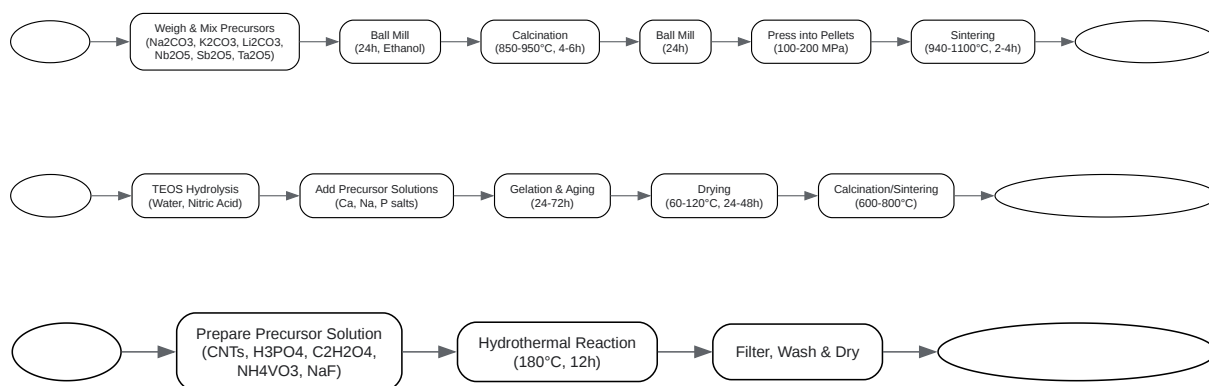 Weigh & Mix Precursors
(Na2CO3, K2CO3, Li2CO3,
Nb2O5, Sb2O5, Ta2O5)
Ball Mill
(24h, Ethanol)
Calcination
(850-950°C, 4-6h)
Ball Mill
(24h)
Press into Pellets
(100-200 MPa)
Sintering
(940-1100°C, 2-4h)
TEOS Hydrolysis
(Water, Nitric Acid)
Add Precursor Solutions
(Ca, Na, P salts)
Gelation & Aging
(24-72h)
Drying
(60-120°C, 24-48h)
Calcination/Sintering
(600-800°C)
Prepare Precursor Solution
(CNTs, H3PO4, C2H2O4,
NH4VO3, NaF)
Hydrothermal Reaction
(180°C, 12h)
Filter, Wash & Dry